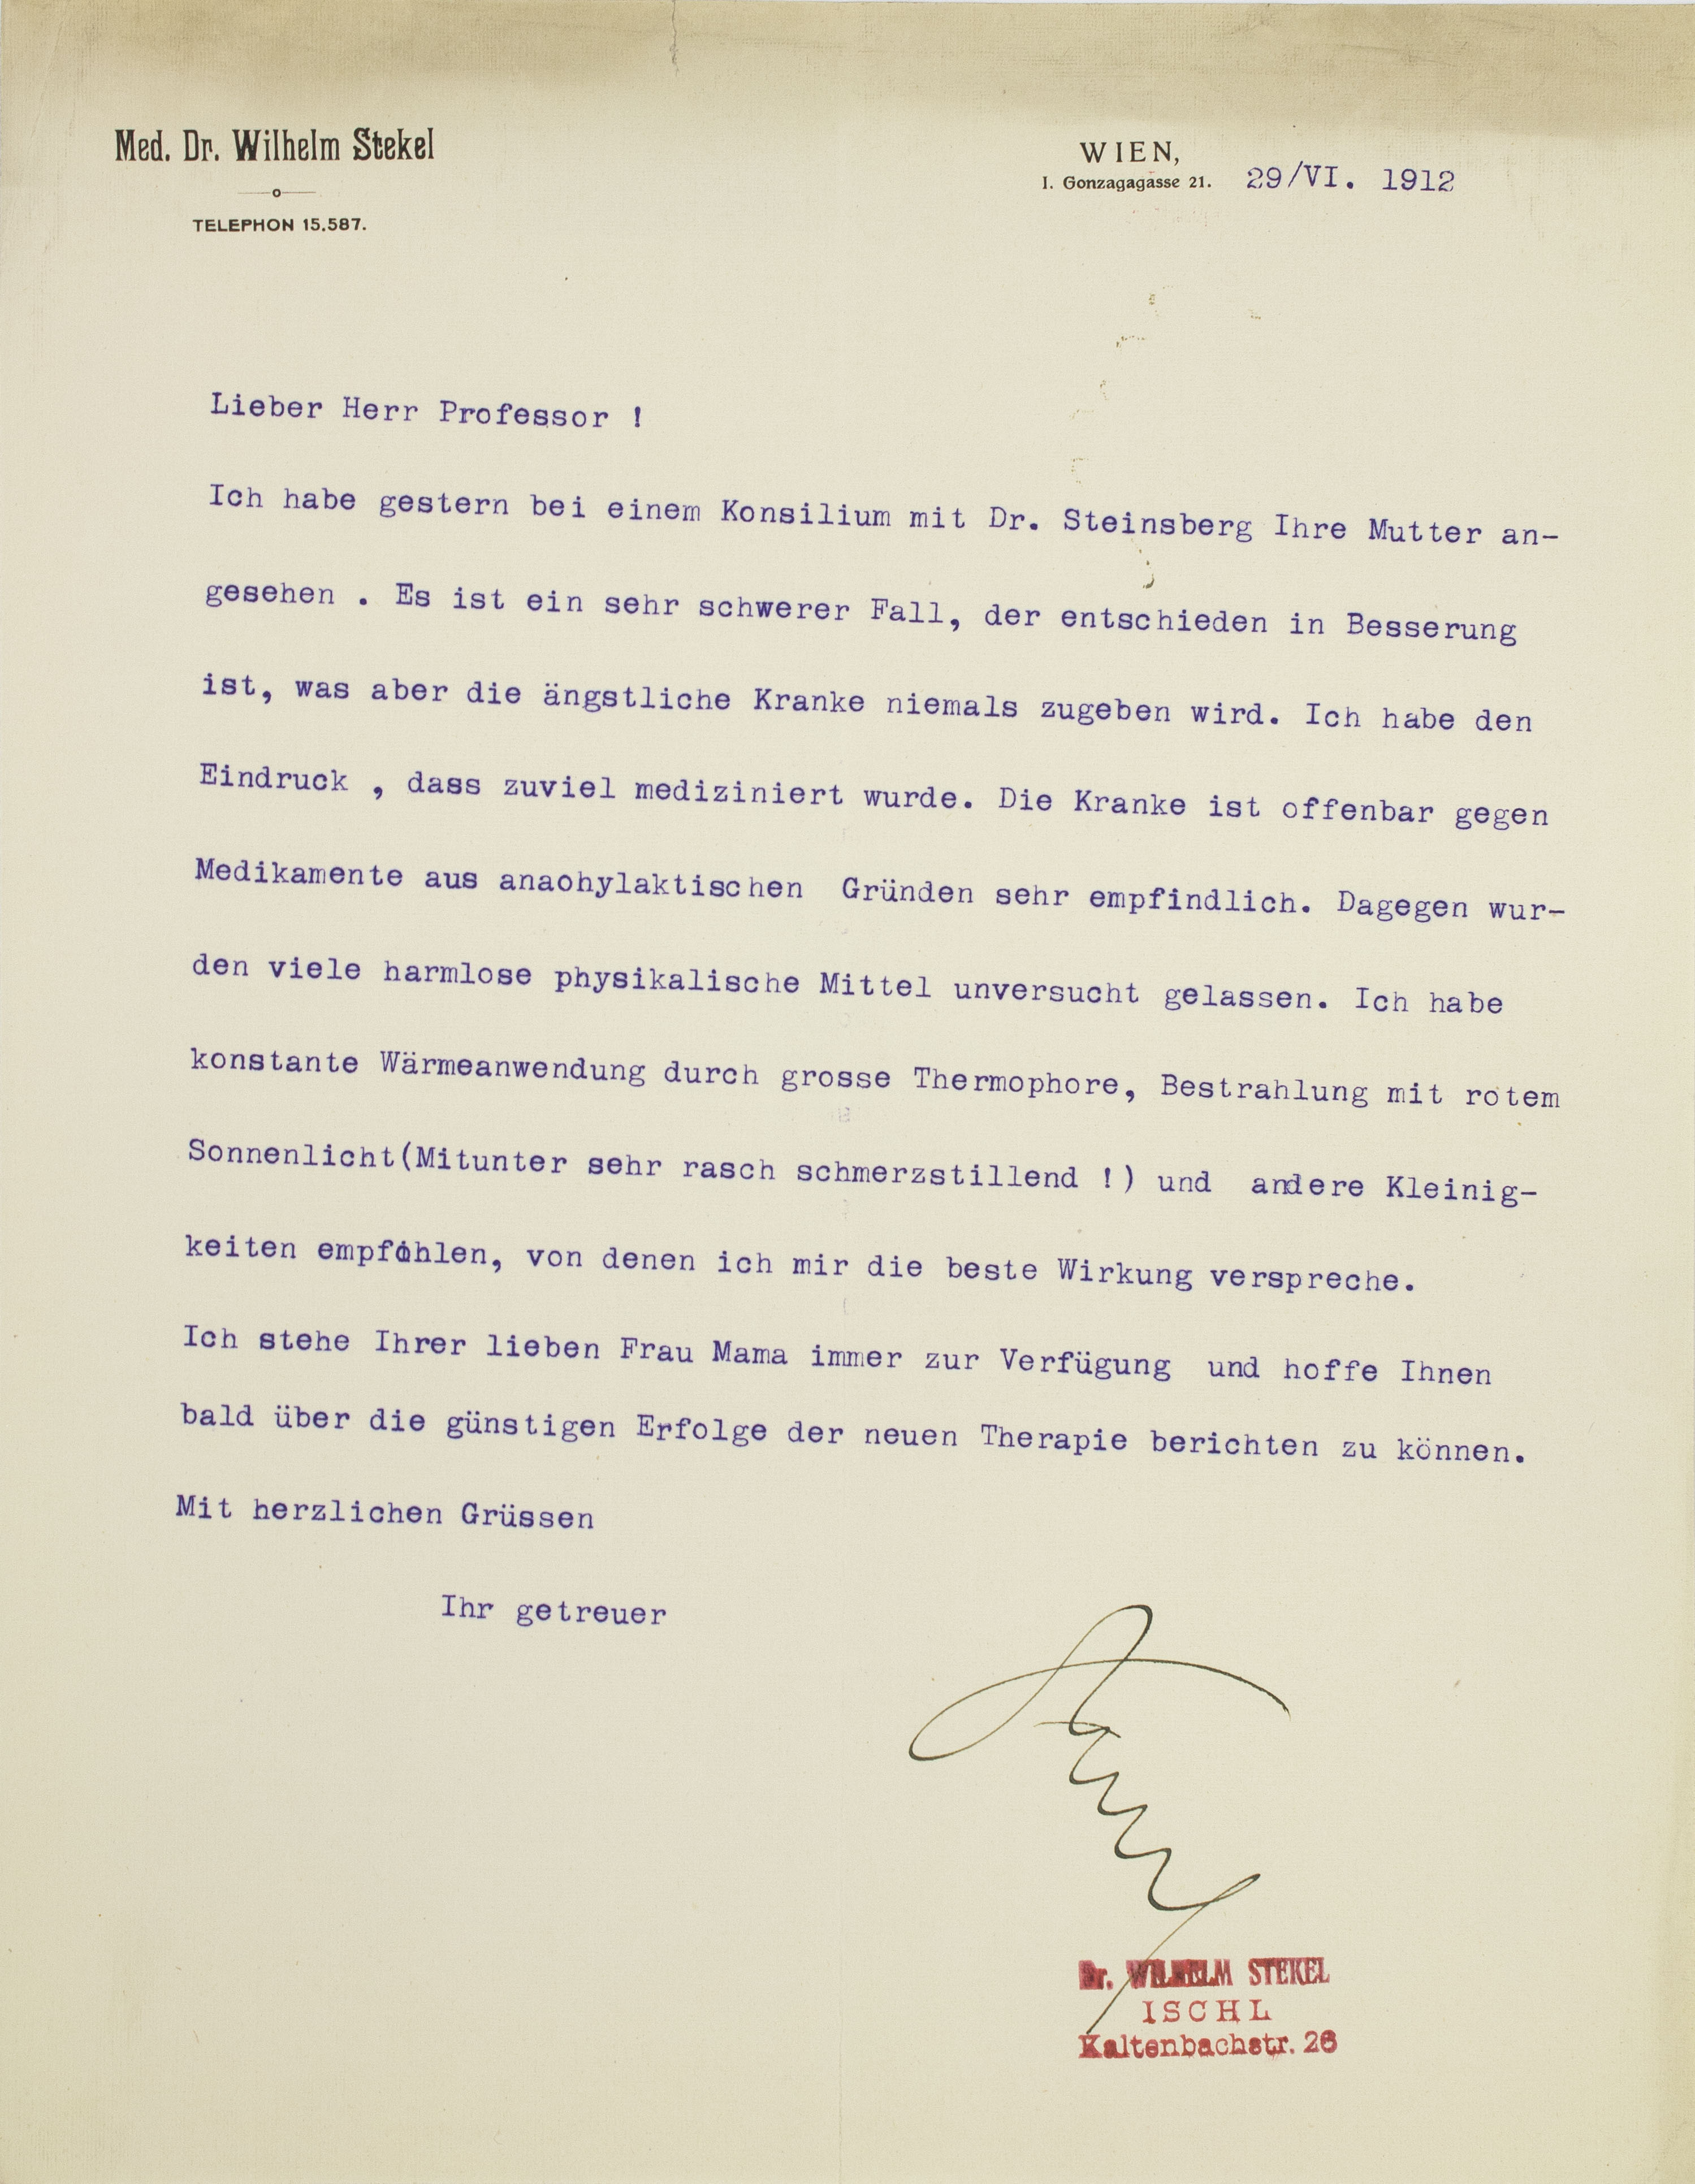 Med. Dr. Wilhelm Stekel
TELEPHON 15.587.
WIEN,
I. Gonzagagasse 21. 29/VI. 1912
Lieber Herr Professor !
Ich habe gestern bei einem Konsilium mit Dr. Steinsberg Ihre Mutter an-
gesehen . Es ist ein sehr schwerer Fall, der entschieden in Besserung
ist, was aber die ängstliche Kranke niemals zugeben wird. Ich habe den
Eindruck , dass zuviel mediziniert wurde. Die Kranke ist offenbar gegen
Medikamente aus anaohylaktischen Gründen sehr empfindlich. Dagegen wur-
den viele harmlose physikalische Mittel unversucht gelassen. Ich habe
konstante Wärmeanwendung durch grosse Thermophore, Bestrahlung mit rotem
Sonnenlicht(Mitunter sehr rasch schmerzstillend !) und andere Kleinig-
keiten empfohlen, von denen ich mir die beste Wirkung verspreche.
Ich stehe Ihrer lieben Frau Mama immer zur Verfügung und hoffe Ihnen
bald über die günstigen Erfolge der neuen Therapie berichten zu können.
Mit herzlichen Grüssen
Ihr getreuer
Dr. WILHELM STEKEL
ISCHL
Kaltenbachstr. 26